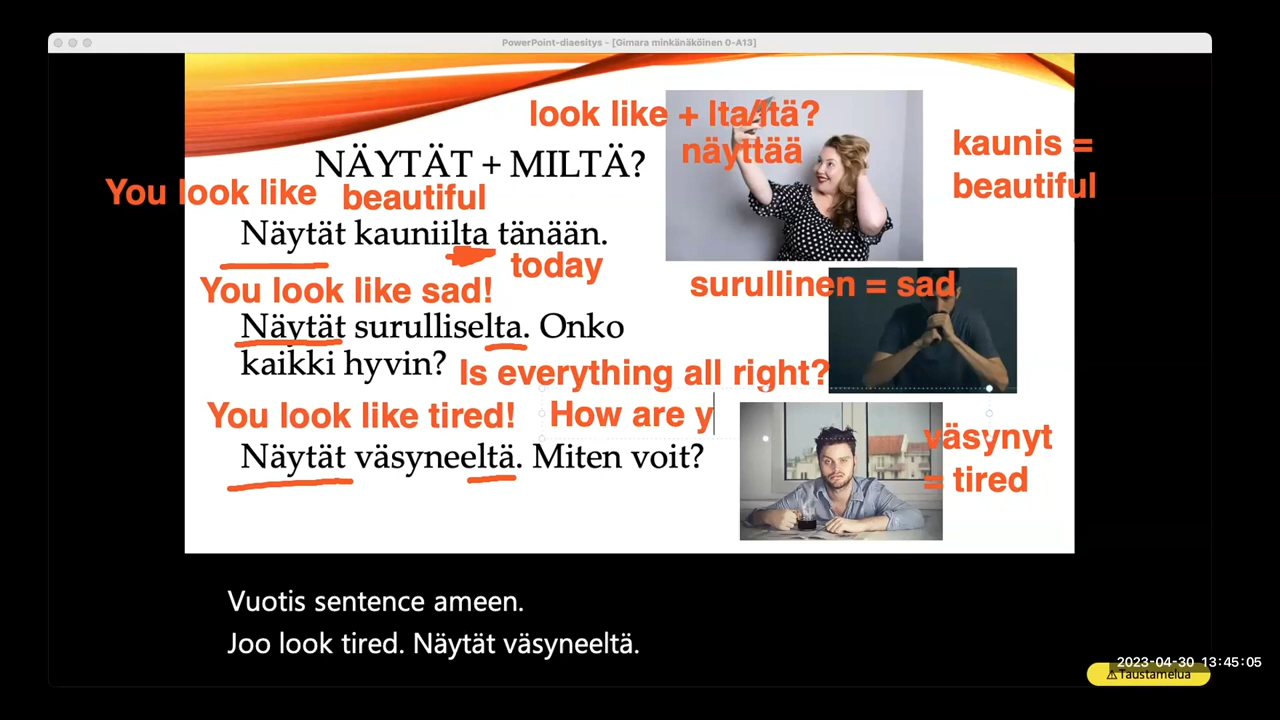 PowerPoint-diaesitys - [Gimara minkänäköinen 0-A13]
look like + lta/ltä?
näyttää
kaunis =
beautiful
NÄYTÄT + MILTÄ?
You look like beautiful
Näytät kauniilta tänään.
today
You look like sad!
surullinen = sad
Näytät surulliselta. Onko
kaikki hyvin?
Is everything all right?
You look like tired!
How are y
väsynyt
= tired
Näytät väsyneeltä. Miten voit?
Vuotis sentence ameen.
Joo look tired. Näytät väsyneeltä.
2023-04-30 13:45:05
⚠Taustamelua